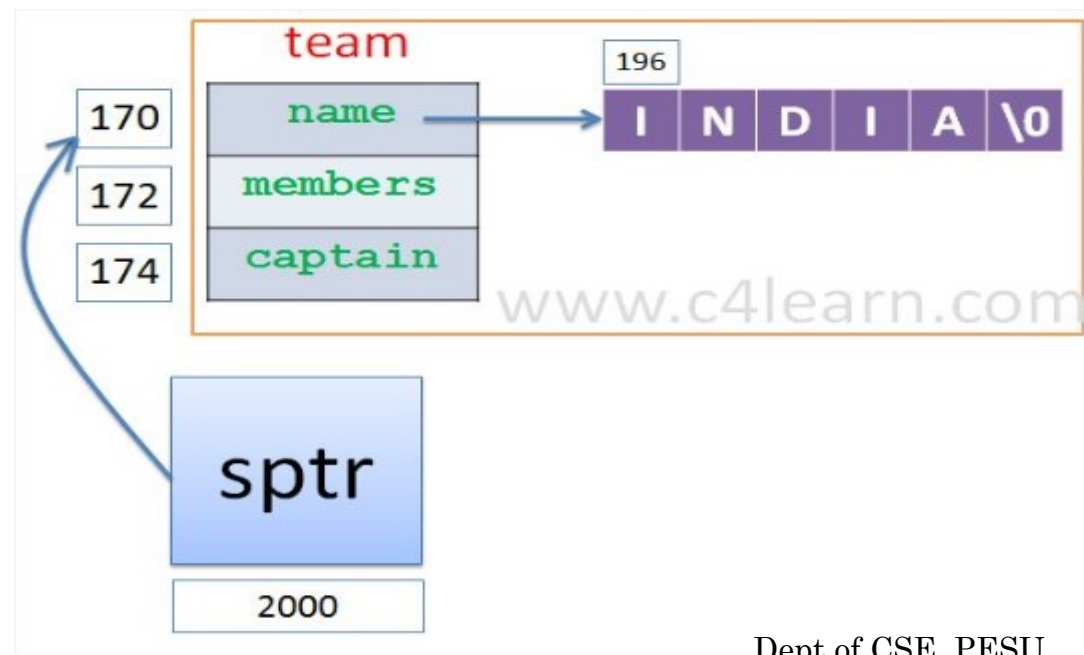 team
196
170
name
I N D I A \0
172
members
174
captain
www.c4learn.com
sptr
2000
Dept of CSE, PESU